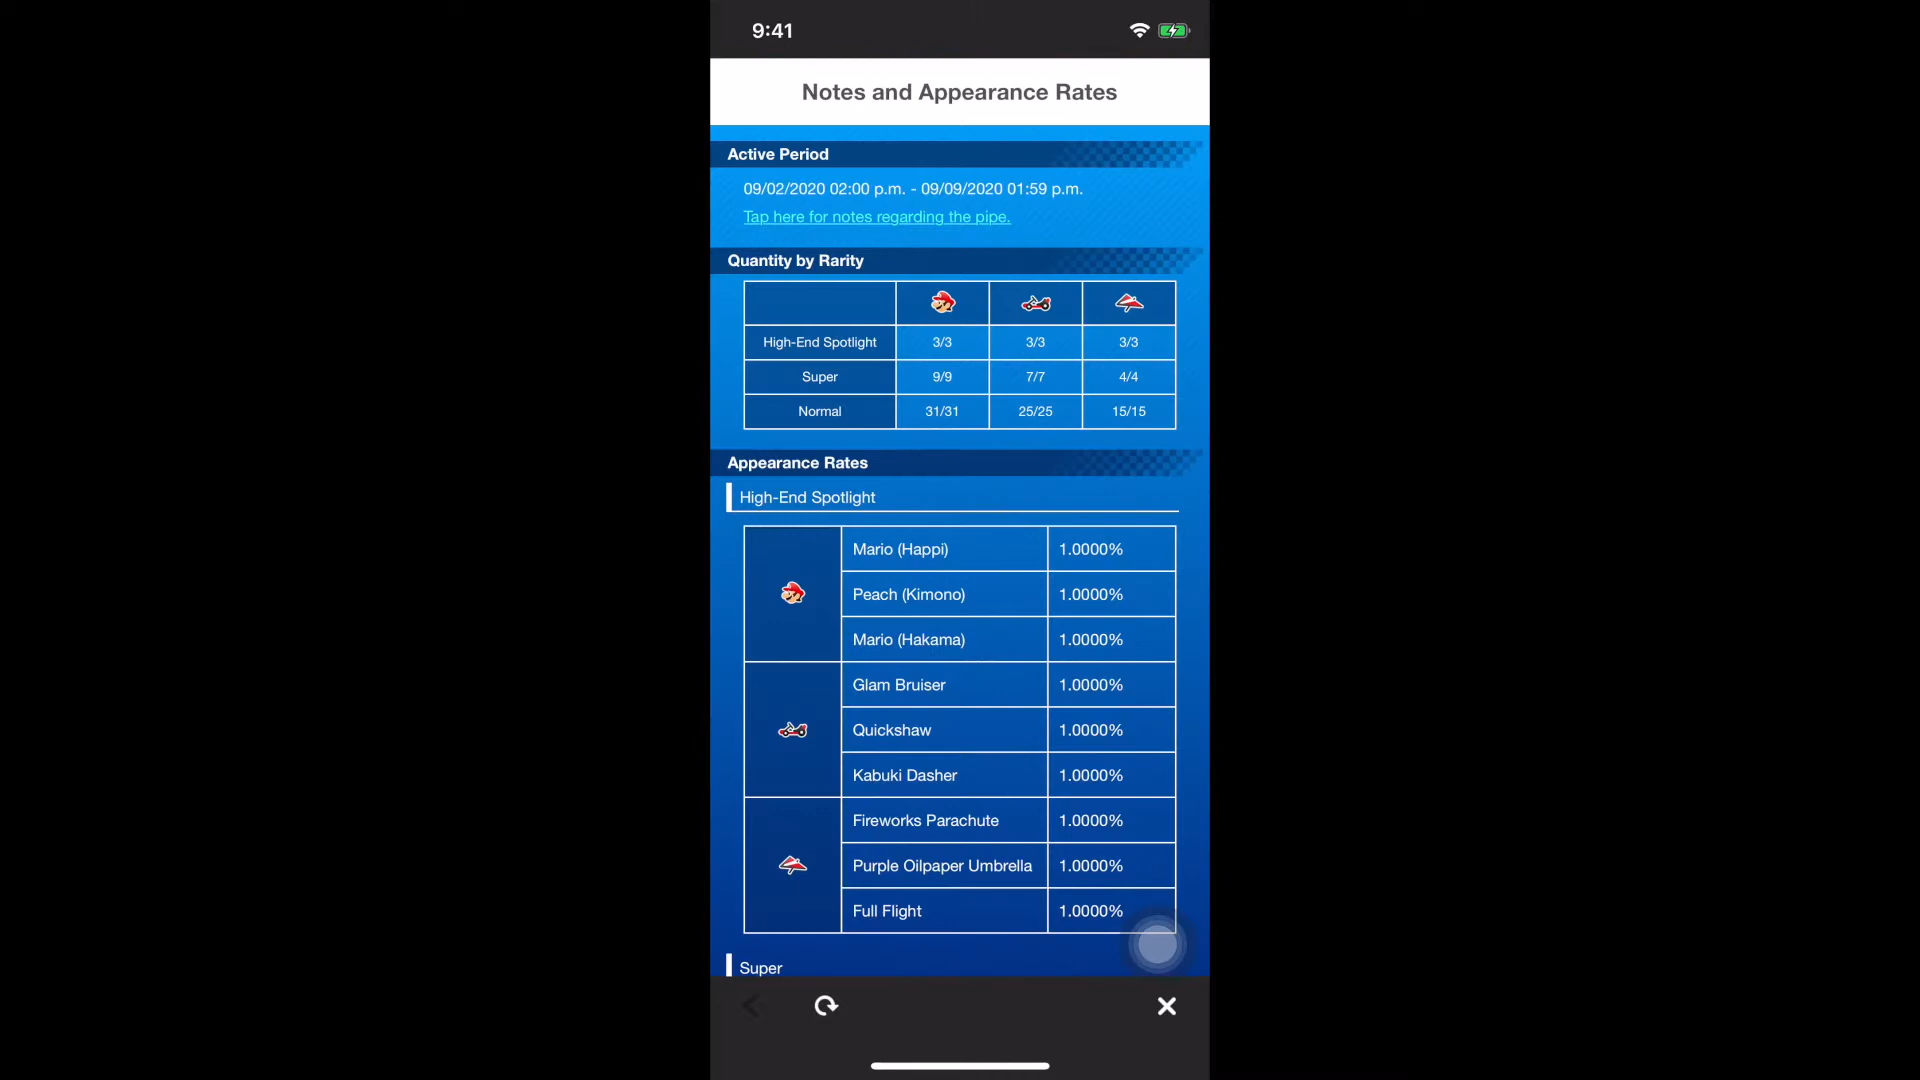 9:41
Notes and Appearance Rates
Active Period
09/02/2020 02:00 p.m. - 09/09/2020 01:59 p.m.
Tap here for notes regarding the pipe.
Quantity by Rarity
High-End Spotlight 3/3 3/3 3/3
Super 9/9 7/7 4/4
Normal 31/31 25/25 15/15
Appearance Rates
High-End Spotlight
Mario (Happi) 1.0000%
Peach (Kimono) 1.0000%
Mario (Hakama) 1.0000%
Glam Bruiser 1.0000%
Quickshaw 1.0000%
Kabuki Dasher 1.0000%
Fireworks Parachute 1.0000%
Purple Oilpaper Umbrella 1.0000%
Full Flight 1.0000%
Super